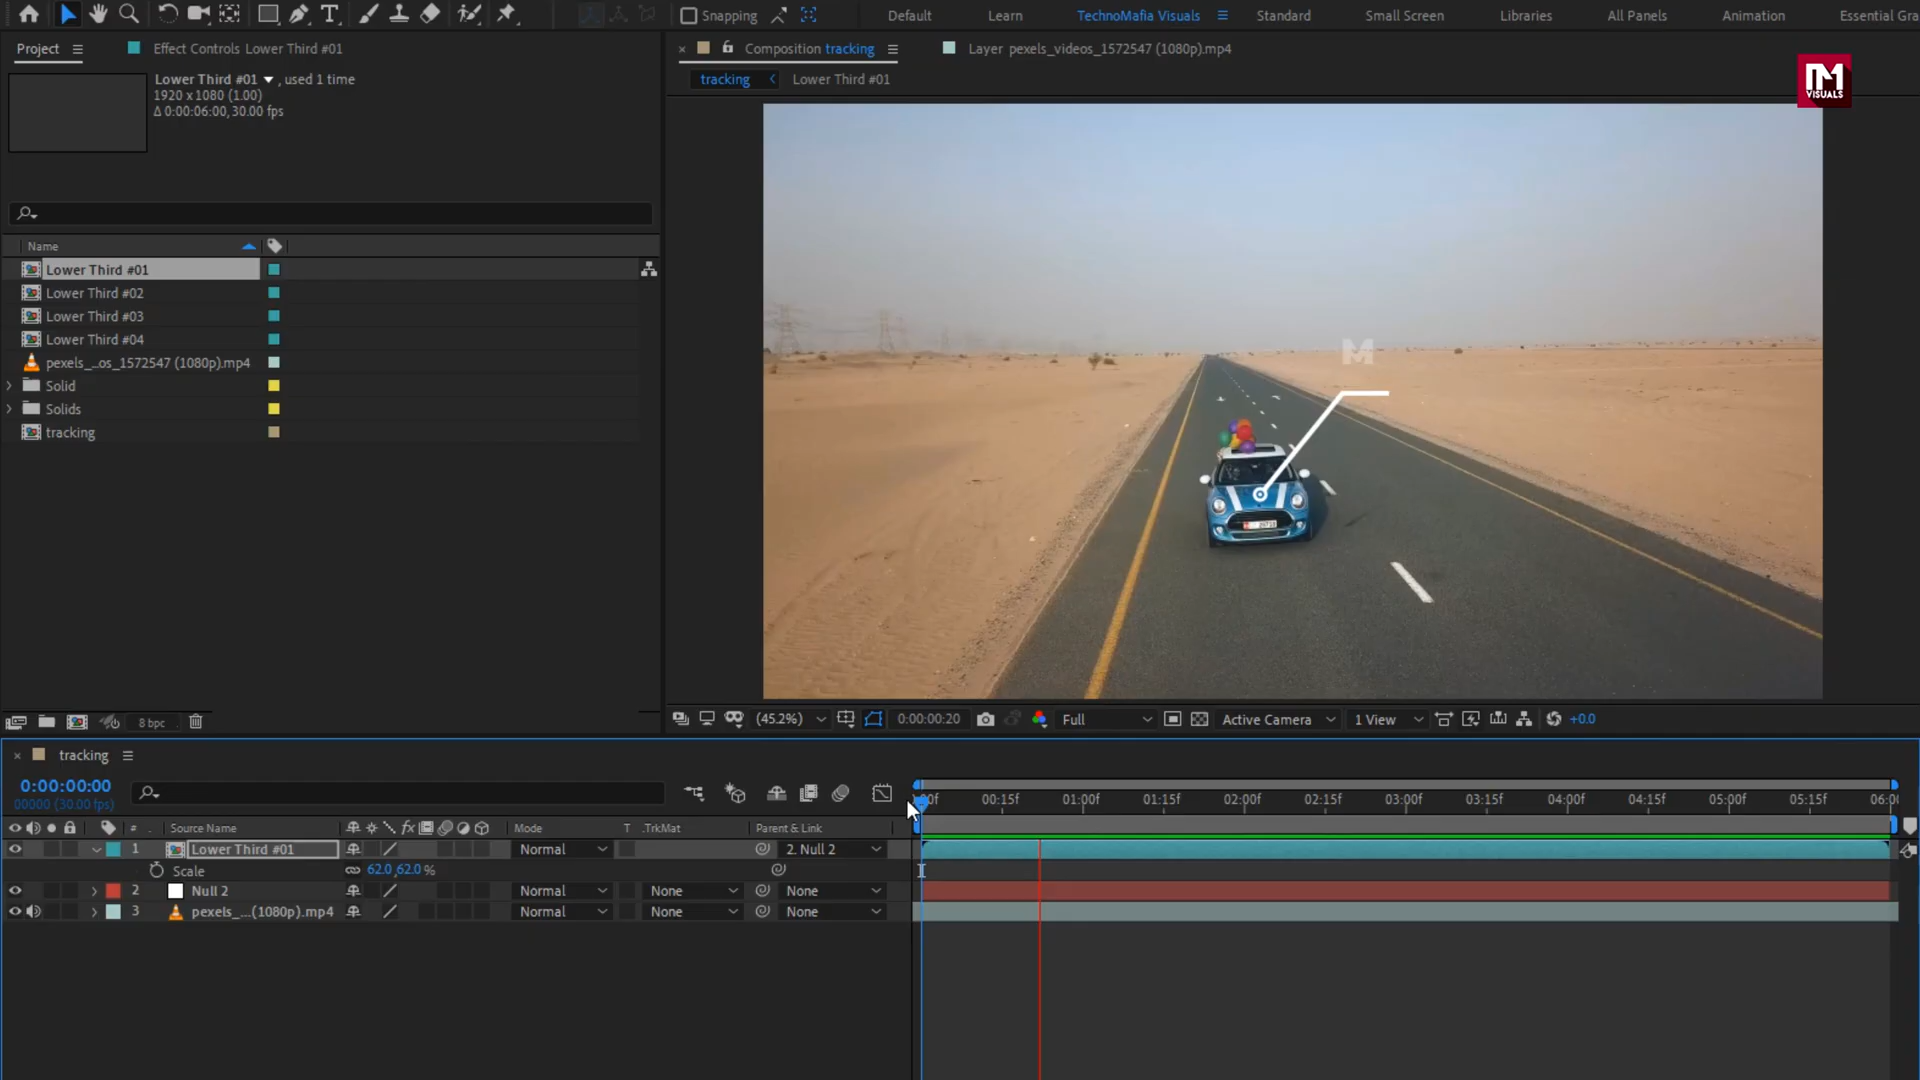 Snapping
Default
Learn
TechnoMafia Visuals
Standard
Small Screen
Libraries
All Panels
Animation
Essential Gra
Project
Effect Controls Lower Third #01
Composition tracking
Layer pexels_videos_1572547 (1080p).mp4
Lower Third #01 , used 1 time
1920 x 1080 (1.00)
Δ 0:00:06:00, 30.00 fps
tracking
Lower Third #01
M
VISUALS
Name
Lower Third #01
Lower Third #02
Lower Third #03
Lower Third #04
pexels_...os_1572547 (1080p).mp4
Solid
Solids
tracking
M
8 bpc
(45.2%)
0:00:00:20
Full
Active Camera
1 View
+0.0
tracking
0:00:00:00
00000 (30.00 fps)
00f
00:15f
01:00f
01:15f
02:00f
02:15f
03:00f
03:15f
04:00f
04:15f
05:00f
05:15f
06:00
# . Source Name
fx
Mode
T .TrkMat
Parent & Link
1 Lower Third #01 Normal 2. Null 2
Scale 62.0,62.0 %
2 Null 2 Normal None None
3 pexels_...(1080p).mp4 Normal None None